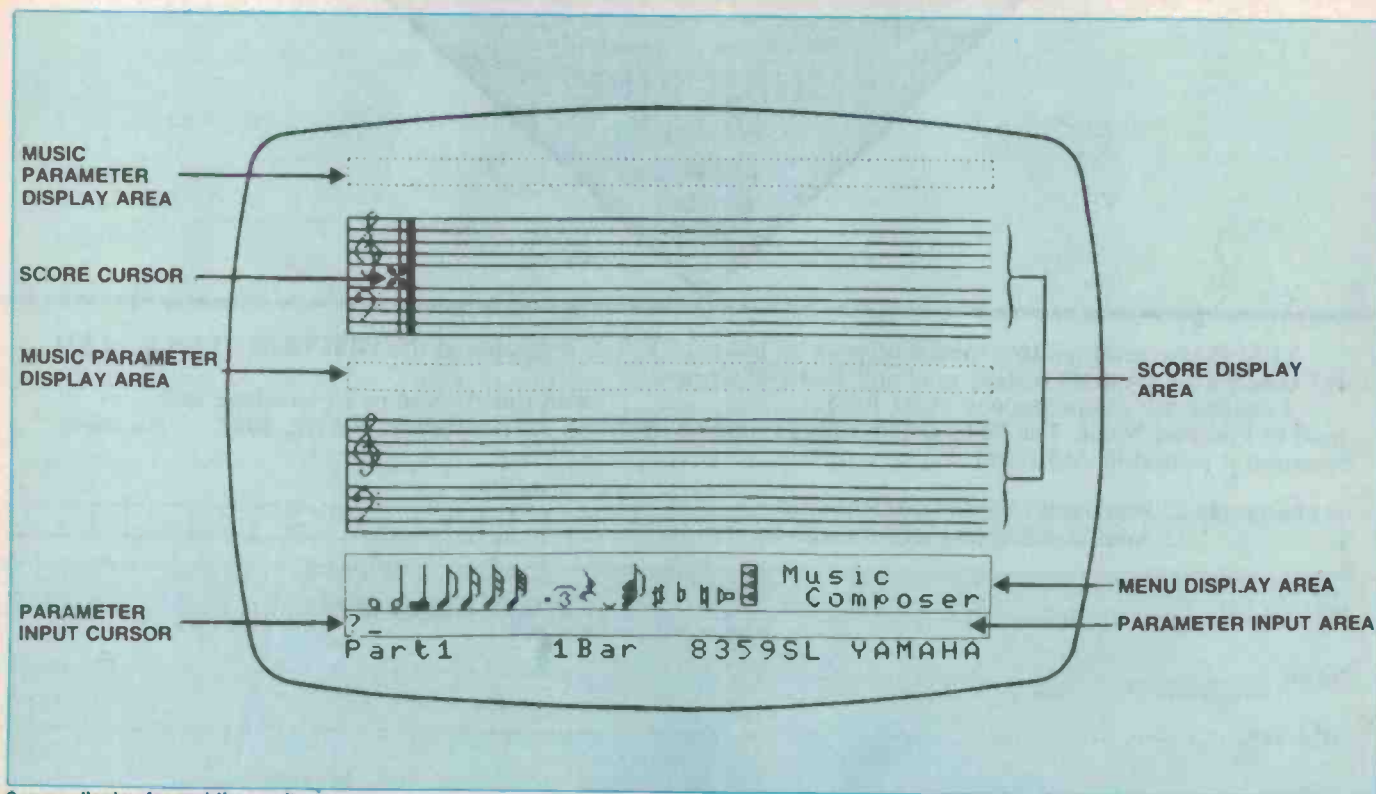 MUSIC
PARAMETER
DISPLAY AREA
SCORE CURSOR
MUSIC PARAMETER
DISPLAY AREA
SCORE DISPLAY
AREA
3
Music
Composer
MENU DISPLAY AREA
PARAMETER
INPUT CURSOR
?_
PARAMETER INPUT AREA
Part1 1Bar 8359SL YAMAHA